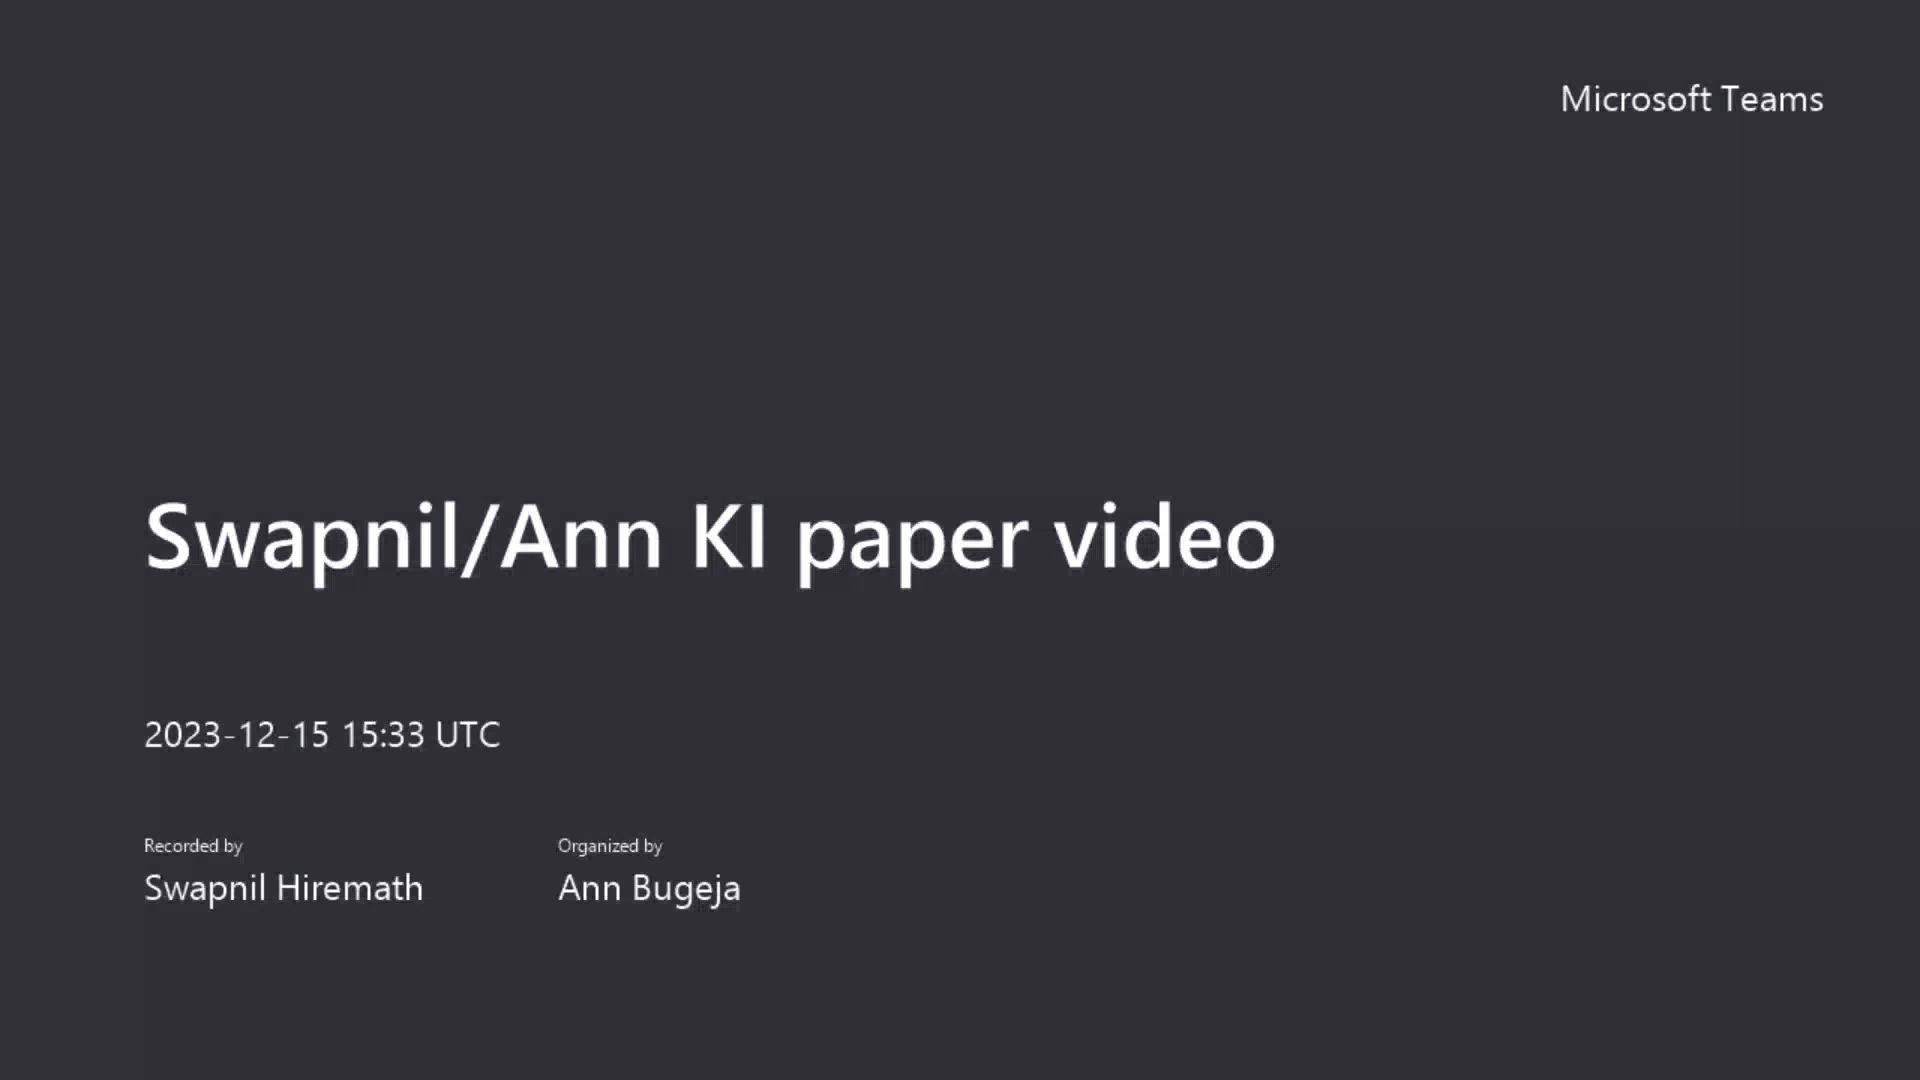 Microsoft Teams
Swapnil/Ann KI paper video
2023-12-15 15:33 UTC
Recorded by
Swapnil Hiremath
Organized by
Ann Bugeja